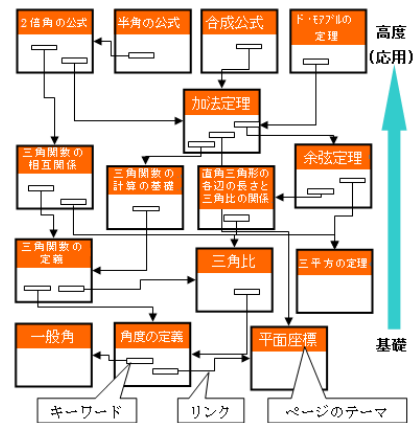 2倍角の公式
半角の公式
合成公式
ド・モアブルの
定理
高度
(応用)
加法定理
三角関数の
相互関係
三角関数の
計算の基礎
直角三角形の
各辺の長さと
三角比の関係
余弦定理
三角関数の
定義
三角比
三平方の定理
一般角
角度の定義
平面座標
基礎
キーワード
リンク
ページのテーマ